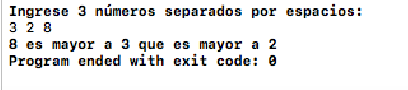 Ingrese 3 números separados por espacios:
3 2 8
8 es mayor a 3 que es mayor a 2
Program ended with exit code: 0